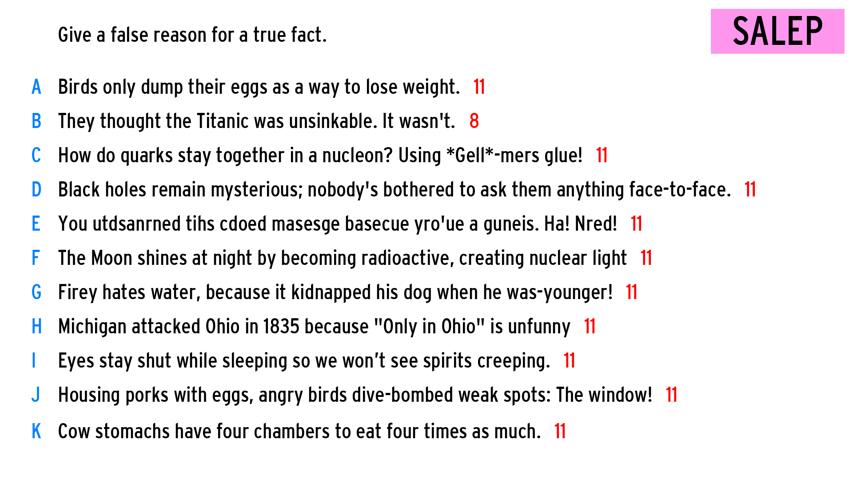 Give a false reason for a true fact.
SALEP
A Birds only dump their eggs as a way to lose weight. 11
B They thought the Titanic was unsinkable. It wasn't. 8
C How do quarks stay together in a nucleon? Using *Gell*-mers glue! 11
D Black holes remain mysterious; nobody's bothered to ask them anything face-to-face. 11
E You utdsanrned tihs cdoed masesge basecue yro'ue a guneis. Ha! Nred! 11
F The Moon shines at night by becoming radioactive, creating nuclear light 11
G Firey hates water, because it kidnapped his dog when he was-younger! 11
H Michigan attacked Ohio in 1835 because "Only in Ohio" is unfunny 11
I Eyes stay shut while sleeping so we won’t see spirits creeping. 11
J Housing porks with eggs, angry birds dive-bombed weak spots: The window! 11
K Cow stomachs have four chambers to eat four times as much. 11